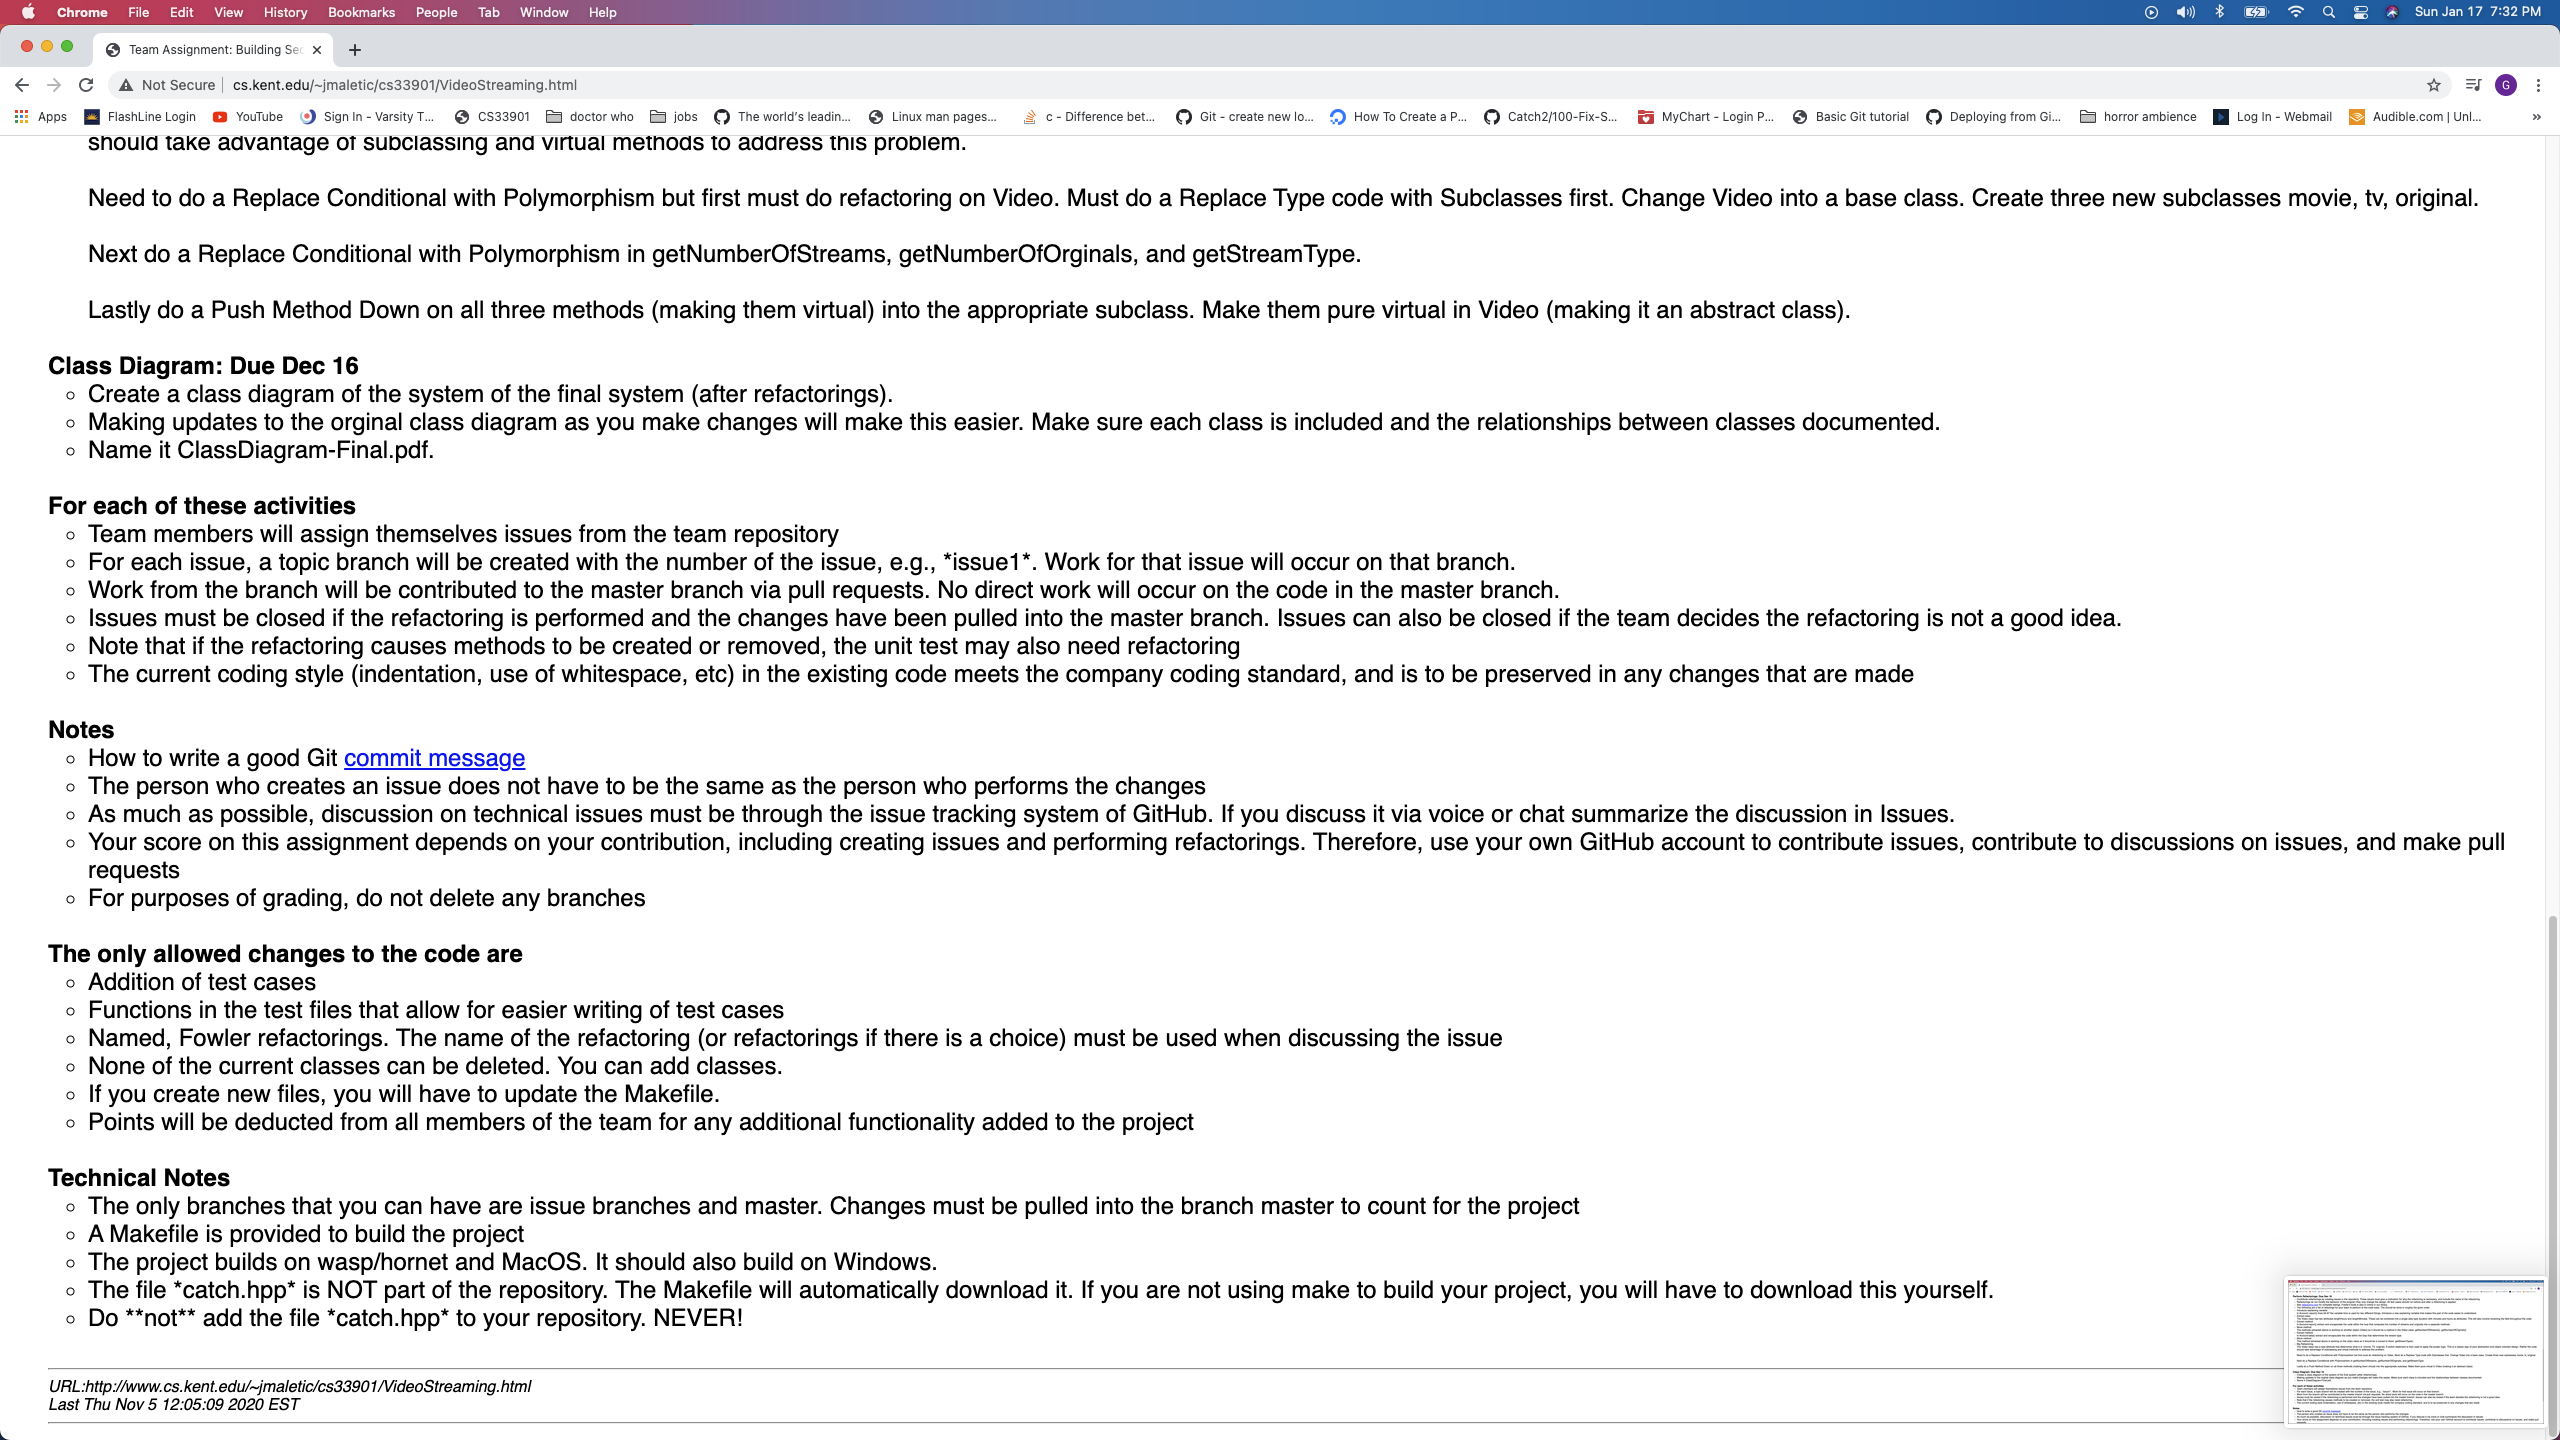 Chrome File Edit View History Bookmarks People Tab Window Help Sun Jan 17 7:32 PM
Team Assignment: Building Sec
Not Secure cs.kent.edu/~jmaletic/cs33901/VideoStreaming.html G
Apps FlashLine Login YouTube Sign In - Varsity T... CS33901 doctor who jobs The world's leadin... Linux man pages... c - Difference bet... Git - create new lo... How To Create a P... Catch2/100-Fix-S... MyChart - Login P... Basic Git tutorial Deploying from Gi... horror ambience Log In - Webmail Audible.com | Unl... »
should take advantage of subclassing and virtual methods to address this problem.
Need to do a Replace Conditional with Polymorphism but first must do refactoring on Video. Must do a Replace Type code with Subclasses first. Change Video into a base class. Create three new subclasses movie, tv, original.
Next do a Replace Conditional with Polymorphism in getNumberOfStreams, getNumberOfOrginals, and getStreamType.
Lastly do a Push Method Down on all three methods (making them virtual) into the appropriate subclass. Make them pure virtual in Video (making it an abstract class).
Class Diagram: Due Dec 16
Create a class diagram of the system of the final system (after refactorings).
Making updates to the orginal class diagram as you make changes will make this easier. Make sure each class is included and the relationships between classes documented.
Name it ClassDiagram-Final.pdf.
For each of these activities
Team members will assign themselves issues from the team repository
For each issue, a topic branch will be created with the number of the issue, e.g., *issue1*. Work for that issue will occur on that branch.
Work from the branch will be contributed to the master branch via pull requests. No direct work will occur on the code in the master branch.
Issues must be closed if the refactoring is performed and the changes have been pulled into the master branch. Issues can also be closed if the team decides the refactoring is not a good idea.
Note that if the refactoring causes methods to be created or removed, the unit test may also need refactoring
The current coding style (indentation, use of whitespace, etc) in the existing code meets the company coding standard, and is to be preserved in any changes that are made
Notes
How to write a good Git commit message
The person who creates an issue does not have to be the same as the person who performs the changes
As much as possible, discussion on technical issues must be through the issue tracking system of GitHub. If you discuss it via voice or chat summarize the discussion in Issues.
Your score on this assignment depends on your contribution, including creating issues and performing refactorings. Therefore, use your own GitHub account to contribute issues, contribute to discussions on issues, and make pull
requests
For purposes of grading, do not delete any branches
The only allowed changes to the code are
Addition of test cases
Functions in the test files that allow for easier writing of test cases
Named, Fowler refactorings. The name of the refactoring (or refactorings if there is a choice) must be used when discussing the issue
None of the current classes can be deleted. You can add classes.
If you create new files, you will have to update the Makefile.
Points will be deducted from all members of the team for any additional functionality added to the project
Technical Notes
The only branches that you can have are issue branches and master. Changes must be pulled into the branch master to count for the project
A Makefile is provided to build the project
The project builds on wasp/hornet and MacOS. It should also build on Windows.
The file *catch.hpp* is NOT part of the repository. The Makefile will automatically download it. If you are not using make to build your project, you will have to download this yourself.
Do **not** add the file *catch.hpp* to your repository. NEVER!
URL:http://www.cs.kent.edu/~jmaletic/cs33901/VideoStreaming.html
Last Thu Nov 5 12:05:09 2020 EST